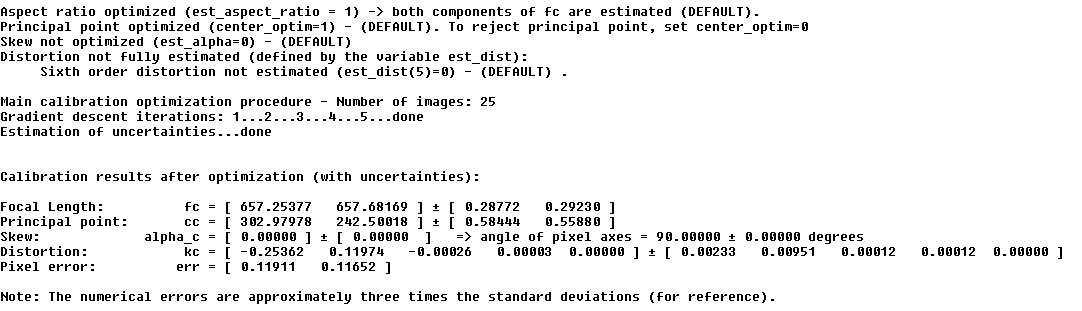 Aspect ratio optimized (est_aspect_ratio = 1) -> both components of fc are estimated (DEFAULT).
Principal point optimized (center_optim=1) - (DEFAULT). To reject principal point, set center_optim=0
Skew not optimized (est_alpha=0) - (DEFAULT)
Distortion not fully estimated (defined by the variable est_dist):
     Sixth order distortion not estimated (est_dist(5)=0) - (DEFAULT) .
Main calibration optimization procedure - Number of images: 25
Gradient descent iterations: 1...2...3...4...5...done
Estimation of uncertainties...done
Calibration results after optimization (with uncertainties):
Focal Length:          fc = [ 657.25377   657.68169 ] ± [ 0.28772   0.29230 ]
Principal point:       cc = [ 302.97978   242.50018 ] ± [ 0.58444   0.55880 ]
Skew:             alpha_c = [ 0.00000 ] ± [ 0.00000  ]   => angle of pixel axes = 90.00000 ± 0.00000 degrees
Distortion:            kc = [ -0.25362   0.11974   -0.00026   0.00003  0.00000 ] ± [ 0.00233   0.00951   0.00012   0.00012  0.00000 ]
Pixel error:          err = [ 0.11911   0.11652 ]
Note: The numerical errors are approximately three times the standard deviations (for reference).